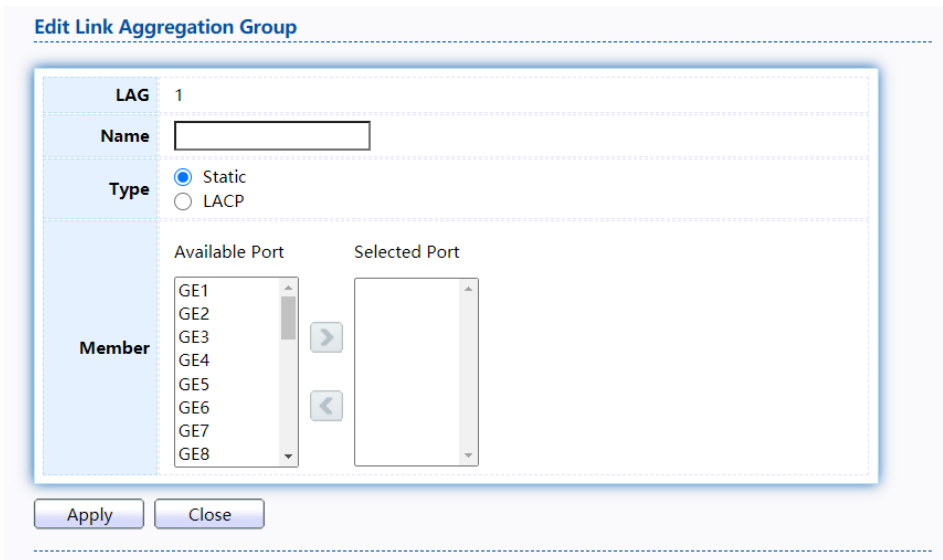 Edit Link Aggregation Group
LAG 1
Name
Type
Static
LACP
Member
Available Port Selected Port
GE1
GE2
GE3
GE4
GE5
GE6
GE7
GE8
Apply Close